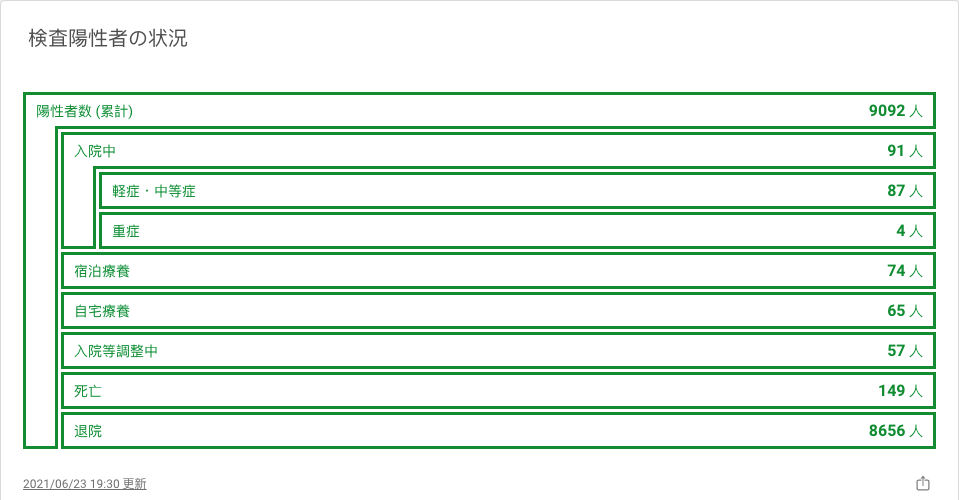 検査陽性者の状況
陽性者数 (累計) 9092 人
入院中 91 人
軽症・中等症 87 人
重症 4 人
宿泊療養 74 人
自宅療養 65 人
入院等調整中 57 人
死亡 149 人
退院 8656 人
2021/06/23 19:30 更新